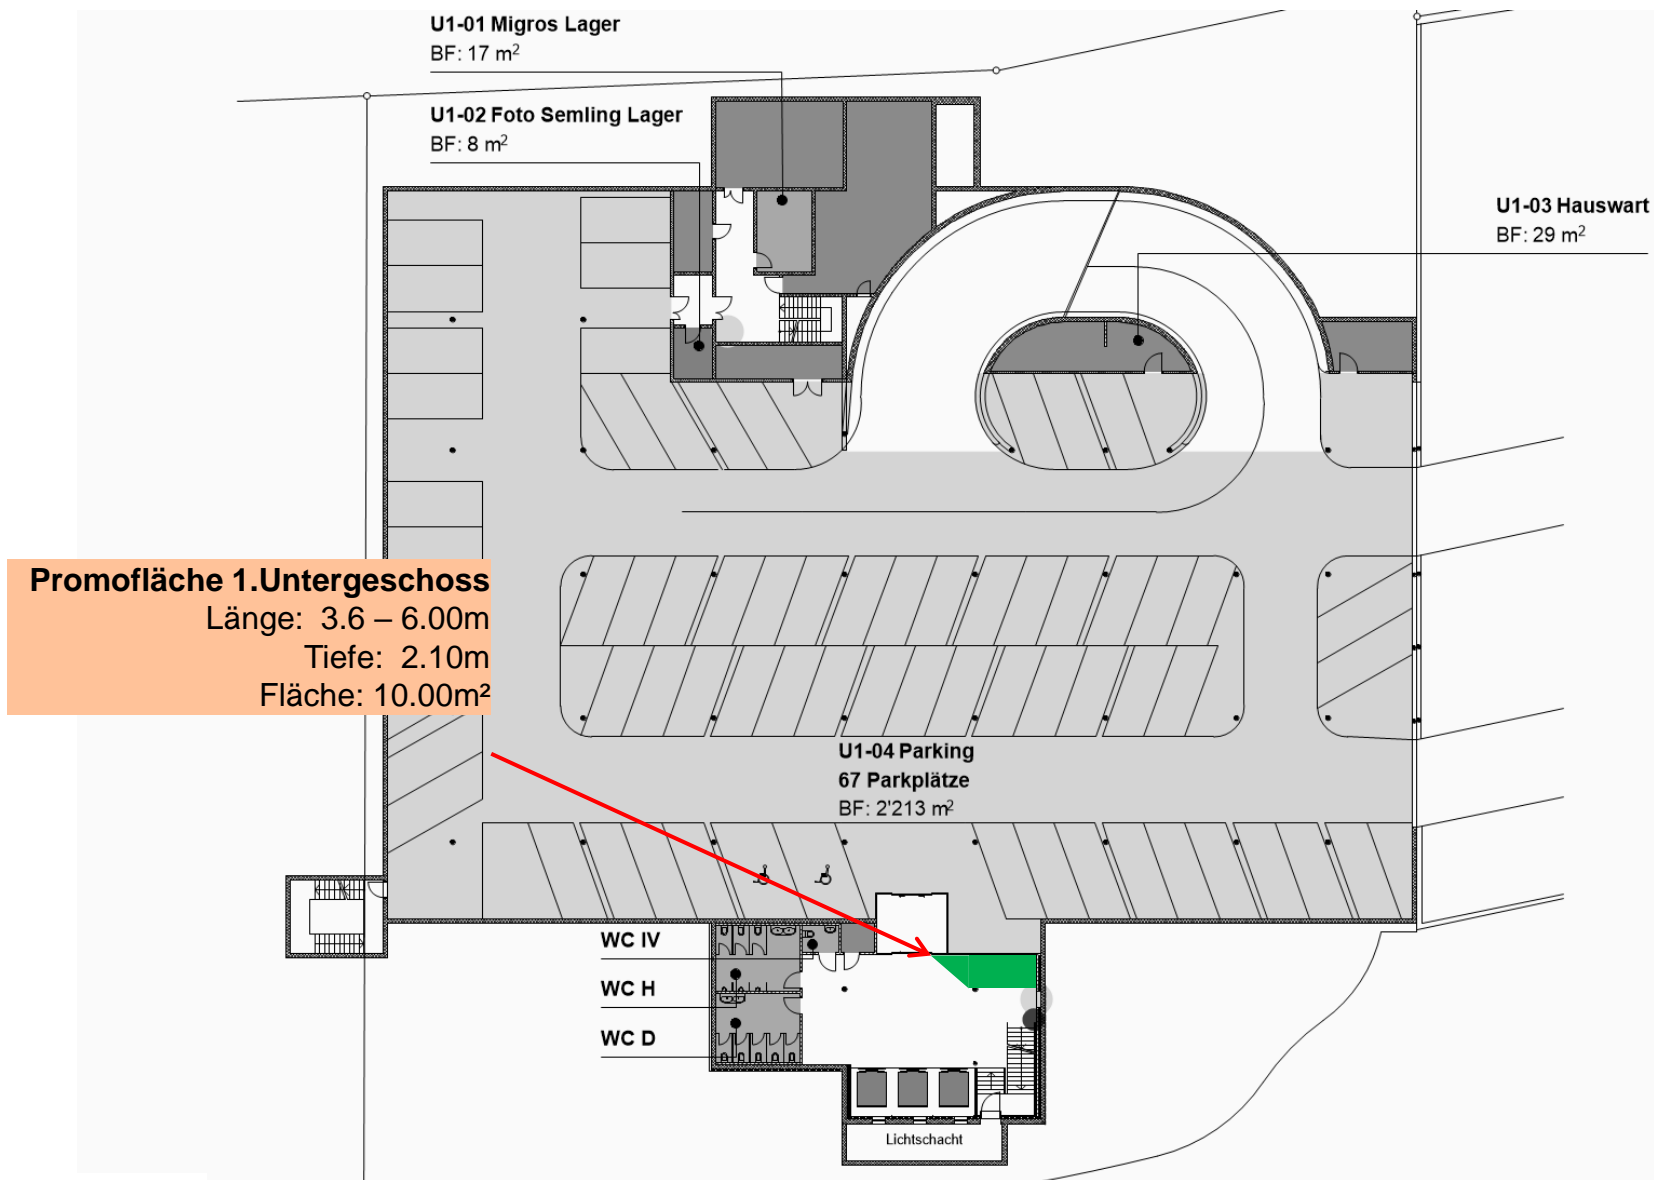 U1-01 Migros Lager
BF: 17 m²
U1-02 Foto Semling Lager
BF: 8 m²
U1-03 Hauswart
BF: 29 m²
Promofläche 1.Untergeschoss
Länge: 3.6 – 6.00m
Tiefe: 2.10m
Fläche: 10.00m²
U1-04 Parking
67 Parkplätze
BF: 2'213 m²
WC IV
WC H
WC D
Lichtschacht